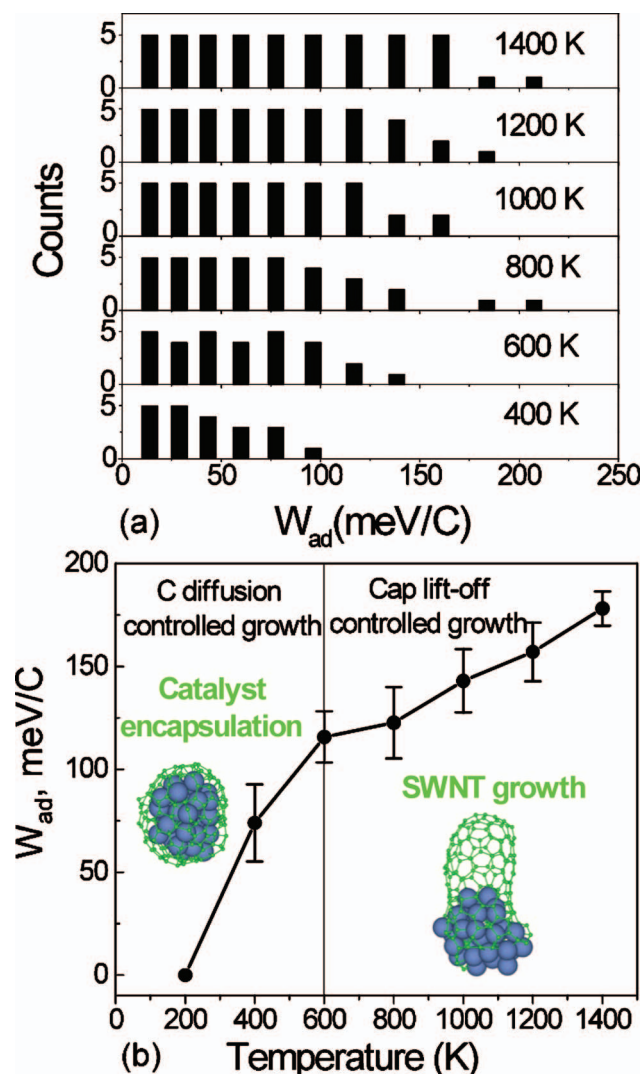 5
1400 K
0
5
1200 K
0
5
1000 K
0
5
800 K
0
5
600 K
0
5
400 K
0
Counts
0 50 100 150 200 250
(a) W_ad(meV/C)
200
C diffusion Cap lift-off
controlled growth controlled growth
150
Catalyst
encapsulation
100
SWNT growth
50
0
W_ad, meV/C
0 200 400 600 800 1000 1200 1400
(b) Temperature (K)